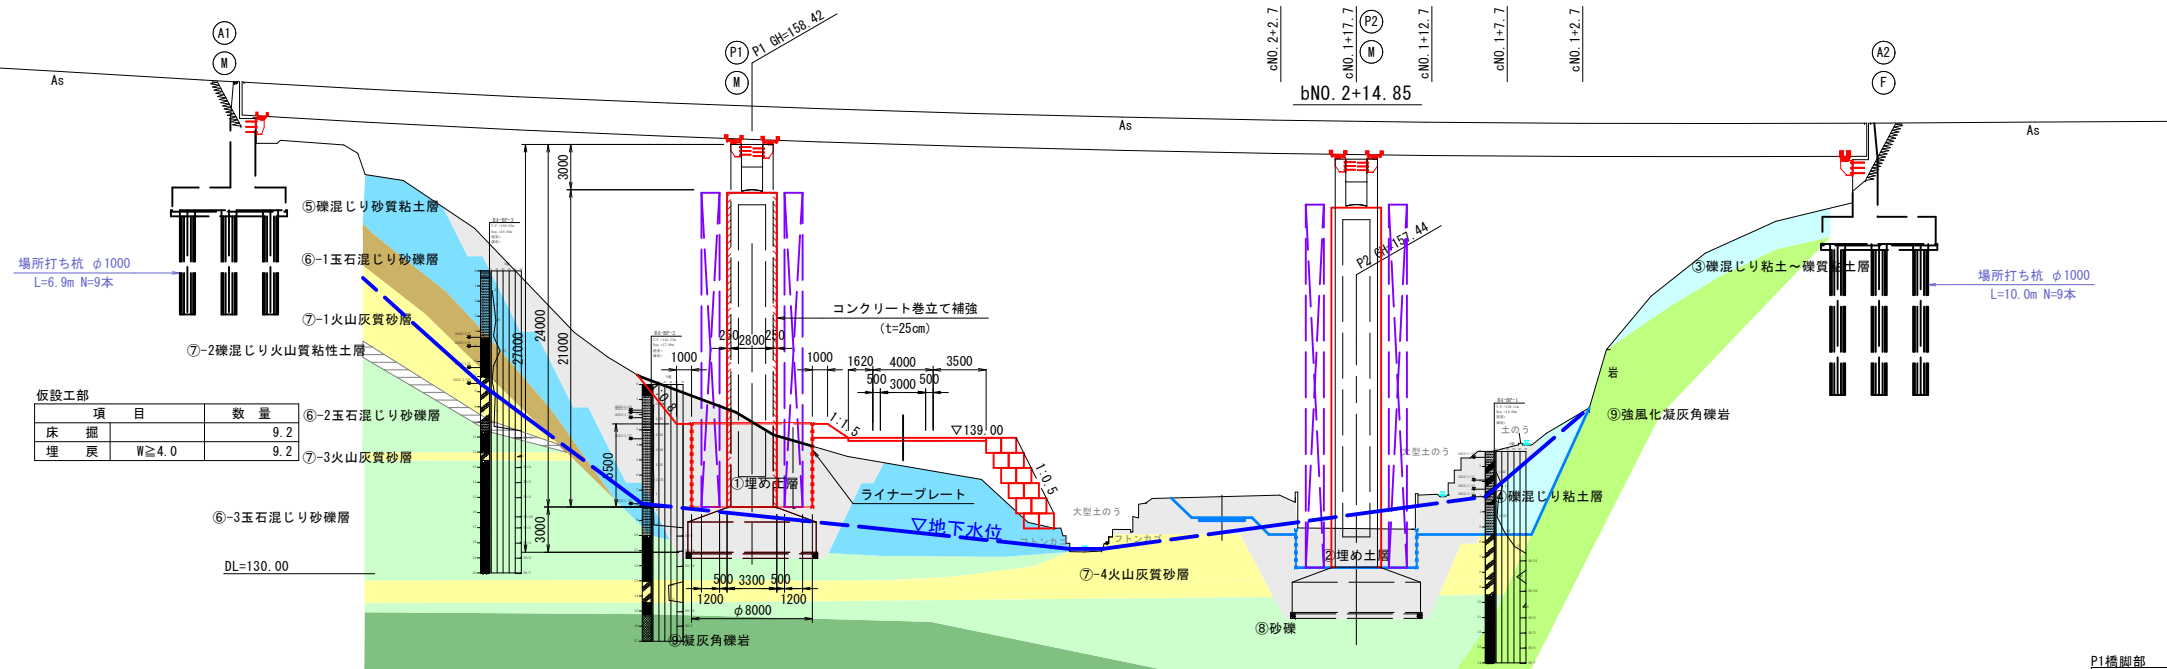 A1
M
As
P1
M
P1 GH=158.42
cNO.2+2.7
cNO.1+17.7
P2
M
cNO.1+12.7
cNO.1+7.7
cNO.1+2.7
bNO.2+14.85
As
A2
F
As
⑤礫混じり砂質粘土層
⑥-1玉石混じり砂礫層
場所打ち杭 φ1000
L=6.9m N=9本
⑦-1火山灰質砂層
⑦-2礫混じり火山質粘性土層
仮設工部
項 目 数 量
床 掘 9.2
埋 戻 W≧4.0 9.2
⑥-2玉石混じり砂礫層
⑦-3火山灰質砂層
⑥-3玉石混じり砂礫層
DL=130.00
27000
24000
21000
3000
3000
5500
250
2800
250
1000
1000
1:0.8
コンクリート巻立て補強
(t=25cm)
1620
4000
3500
500
3000
500
1:1.5
▽139.00
1:0.5
①埋め土層
ライナープレート
▽地下水位
500
3300
500
1200
1200
φ8000
⑨凝灰角礫岩
大型土のう
フトンカゴ
フトンカゴ
⑦-4火山灰質砂層
P2 GH=157.44
②埋め土層
⑧砂礫
大型土のう
土のう
④礫混じり粘土層
③礫混じり粘土～礫質粘土層
岩
⑨強風化凝灰角礫岩
場所打ち杭 φ1000
L=10.0m N=9本
P1橋脚部